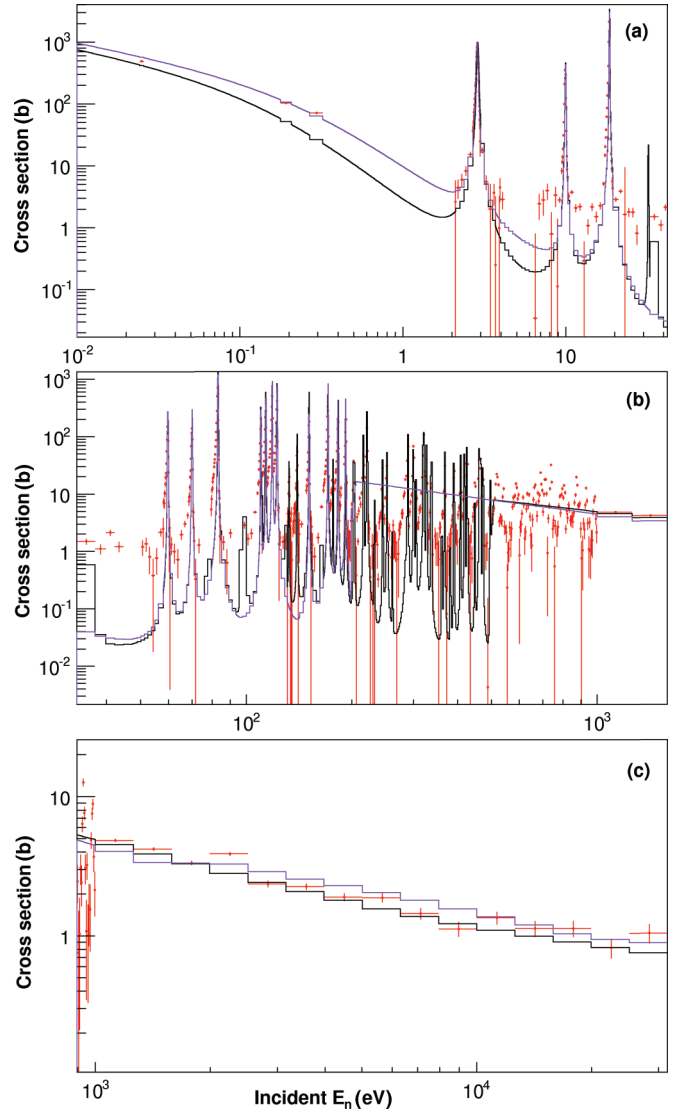 (a)
Cross section (b)
10³
10²
10
1
10⁻¹
10⁻² 10⁻¹ 1 10
(b)
Cross section (b)
10³
10²
10
1
10⁻¹
10⁻²
10² 10³
(c)
Cross section (b)
10
1
10³ 10⁴
Incident Eₙ (eV)